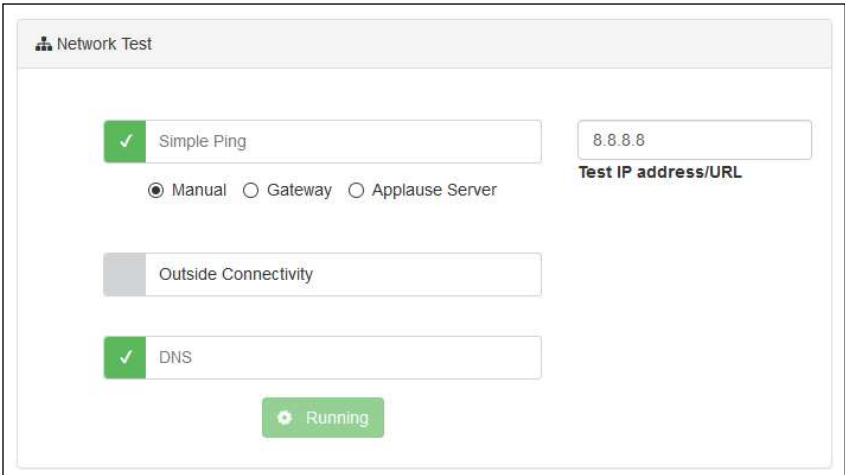 Network Test
Simple Ping
8.8.8.8
Test IP address/URL
Manual Gateway Applause Server
Outside Connectivity
DNS
Running